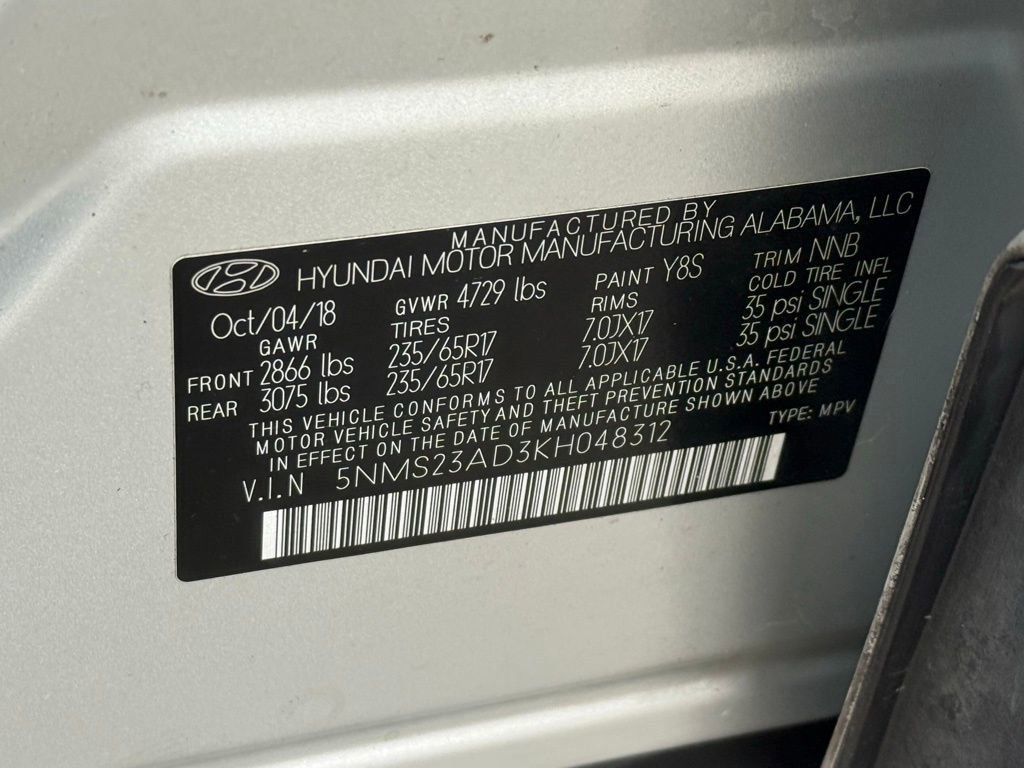 MANUFACTURED BY
HYUNDAI MOTOR MANUFACTURING ALABAMA, LLC
Oct/04/18 GVWR 4729 lbs PAINT Y8S TRIM NNB
GAWR TIRES RIMS COLD TIRE INFL
FRONT 2866 lbs 235/65R17 7.0JX17 35 psi SINGLE
REAR 3075 lbs 235/65R17 7.0JX17 35 psi SINGLE
THIS VEHICLE CONFORMS TO ALL APPLICABLE U.S.A. FEDERAL
MOTOR VEHICLE SAFETY AND THEFT PREVENTION STANDARDS
IN EFFECT ON THE DATE OF MANUFACTURE SHOWN ABOVE
V.I.N 5NMS23AD3KH048312 TYPE: MPV